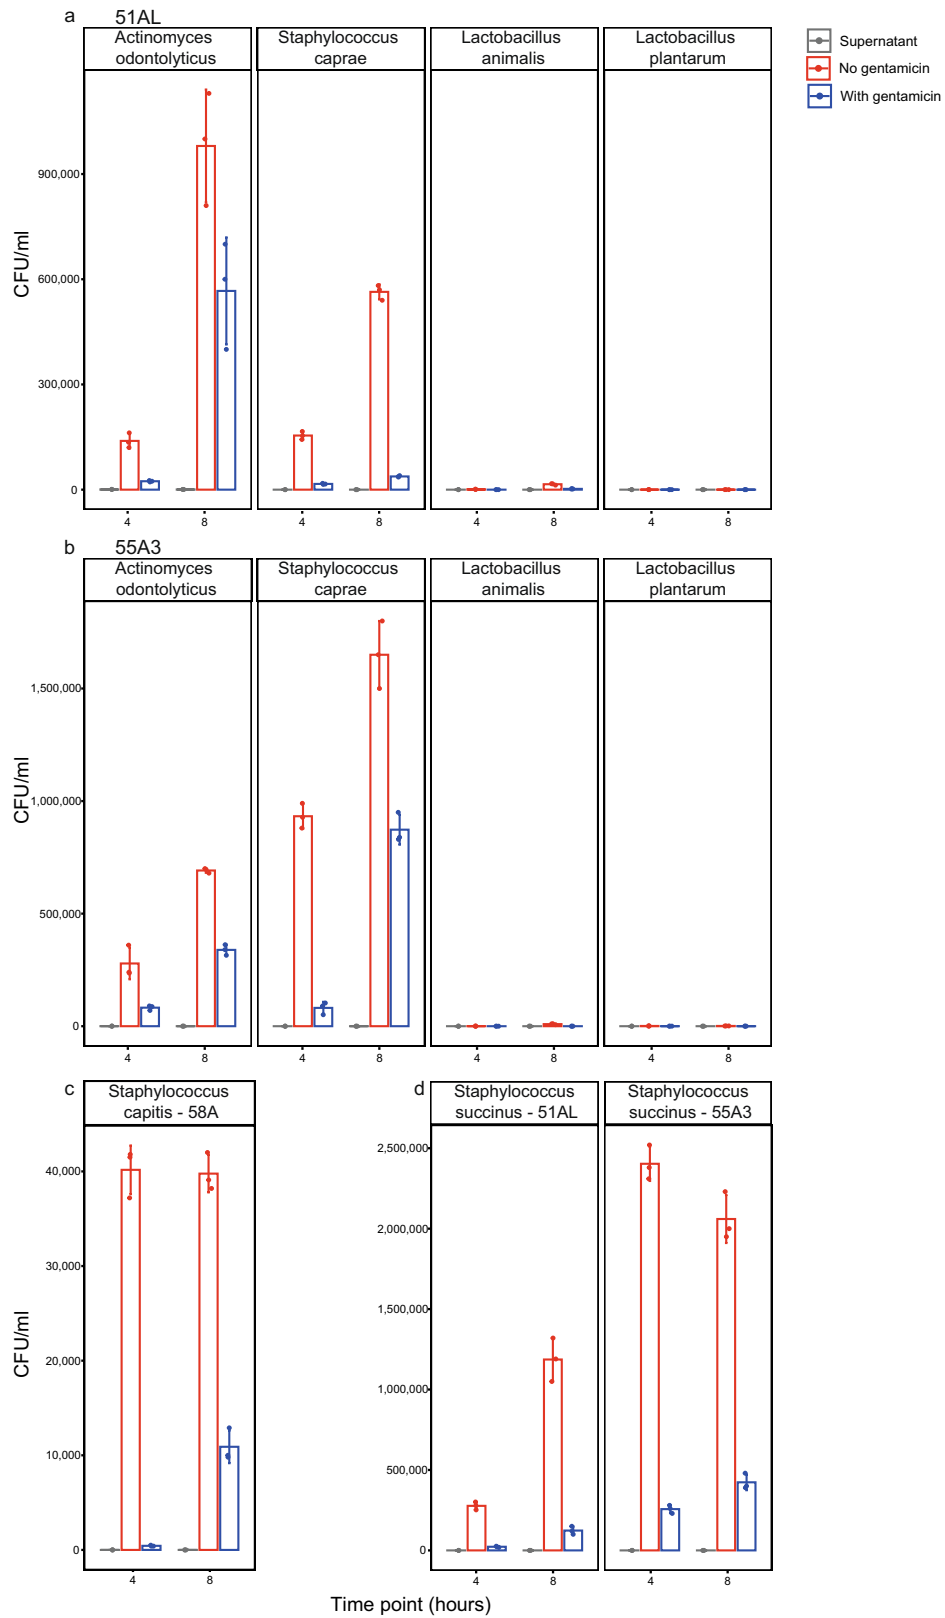 a 51AL
Actinomyces
odontolyticus
Staphylococcus
caprae
Lactobacillus
animalis
Lactobacillus
plantarum
Supernatant
No gentamicin
With gentamicin
CFU/ml
900,000
600,000
300,000
0
4 8 4 8 4 8 4 8
b 55A3
Actinomyces
odontolyticus
Staphylococcus
caprae
Lactobacillus
animalis
Lactobacillus
plantarum
CFU/ml
1,500,000
1,000,000
500,000
0
4 8 4 8 4 8 4 8
c
Staphylococcus
capitis - 58A
CFU/ml
40,000
30,000
20,000
10,000
0
4 8
d
Staphylococcus
succinus - 51AL
Staphylococcus
succinus - 55A3
2,500,000
2,000,000
1,500,000
1,000,000
500,000
0
4 8 4 8
Time point (hours)